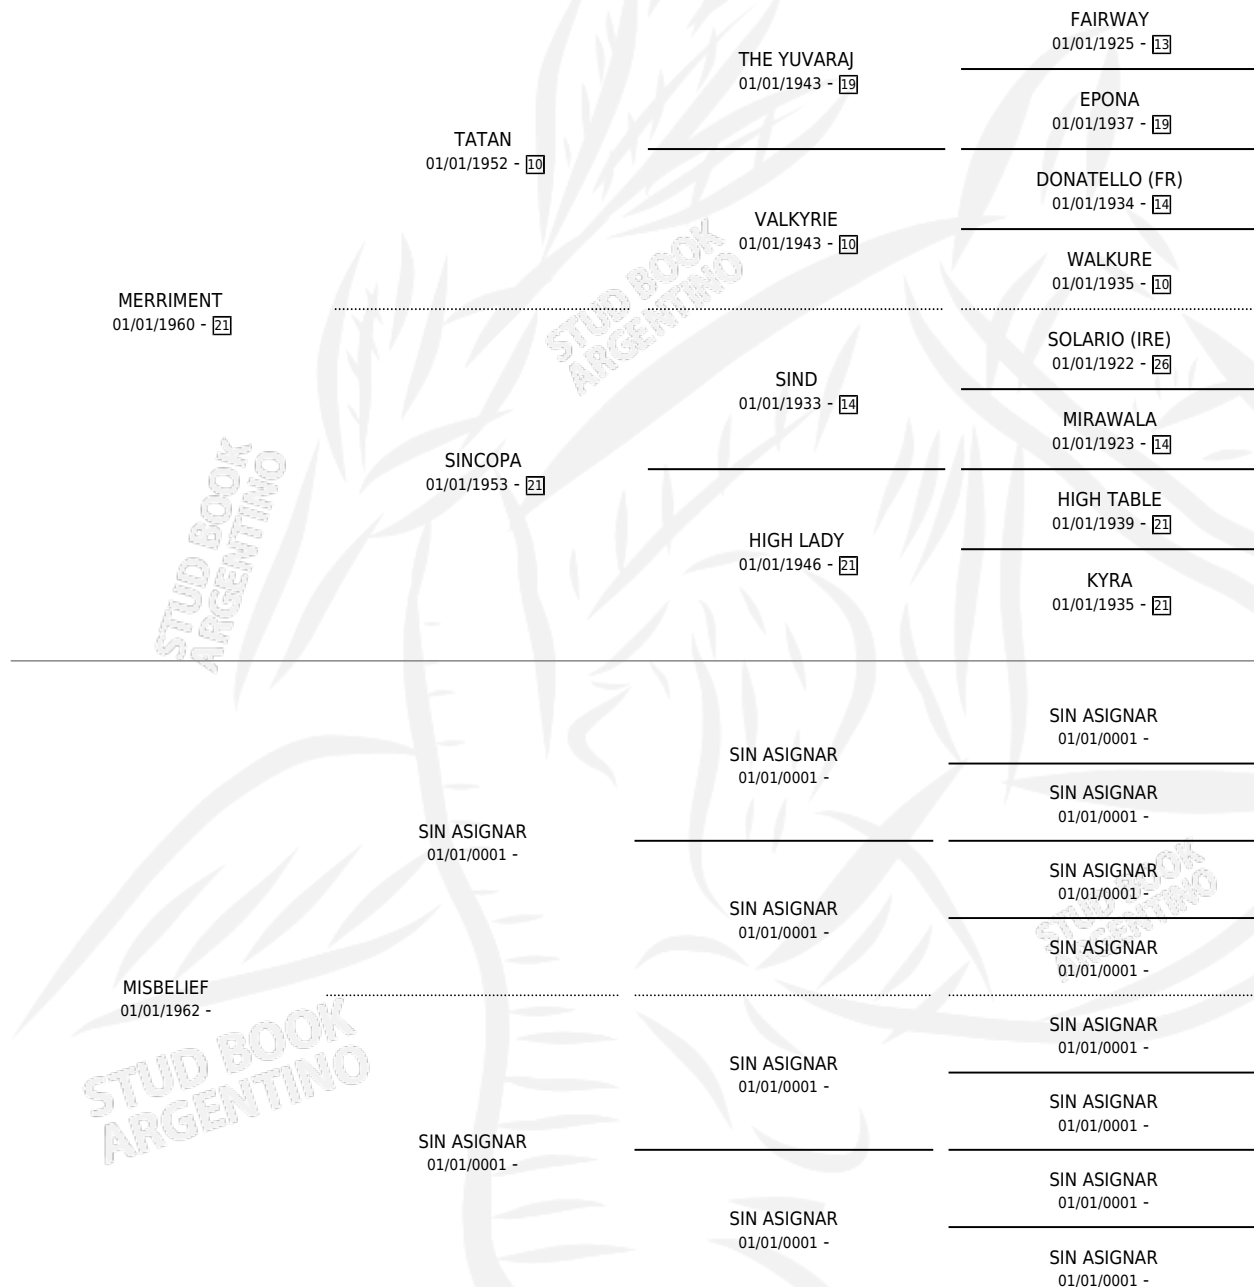 FAIRWAY
01/01/1925 - 13
THE YUVARAJ
01/01/1943 - 19
EPONA
01/01/1937 - 19
TATAN
01/01/1952 - 10
DONATELLO (FR)
01/01/1934 - 14
VALKYRIE
01/01/1943 - 10
WALKURE
01/01/1935 - 10
MERRIMENT
01/01/1960 - 21
STUD BOOK
ARGENTINO
SOLARIO (IRE)
01/01/1922 - 26
SIND
01/01/1933 - 14
MIRAWALA
01/01/1923 - 14
SINCOPA
01/01/1953 - 21
HIGH TABLE
01/01/1939 - 21
HIGH LADY
01/01/1946 - 21
KYRA
01/01/1935 - 21
STUD BOOK
ARGENTINO
SIN ASIGNAR
01/01/0001 -
SIN ASIGNAR
01/01/0001 -
SIN ASIGNAR
01/01/0001 -
SIN ASIGNAR
01/01/0001 -
SIN ASIGNAR
01/01/0001 -
SIN ASIGNAR
01/01/0001 -
SIN ASIGNAR
01/01/0001 -
STUD BOOK
ARGENTINO
MISBELIEF
01/01/1962 -
STUD BOOK
ARGENTINO
SIN ASIGNAR
01/01/0001 -
SIN ASIGNAR
01/01/0001 -
SIN ASIGNAR
01/01/0001 -
SIN ASIGNAR
01/01/0001 -
SIN ASIGNAR
01/01/0001 -
SIN ASIGNAR
01/01/0001 -
SIN ASIGNAR
01/01/0001 -